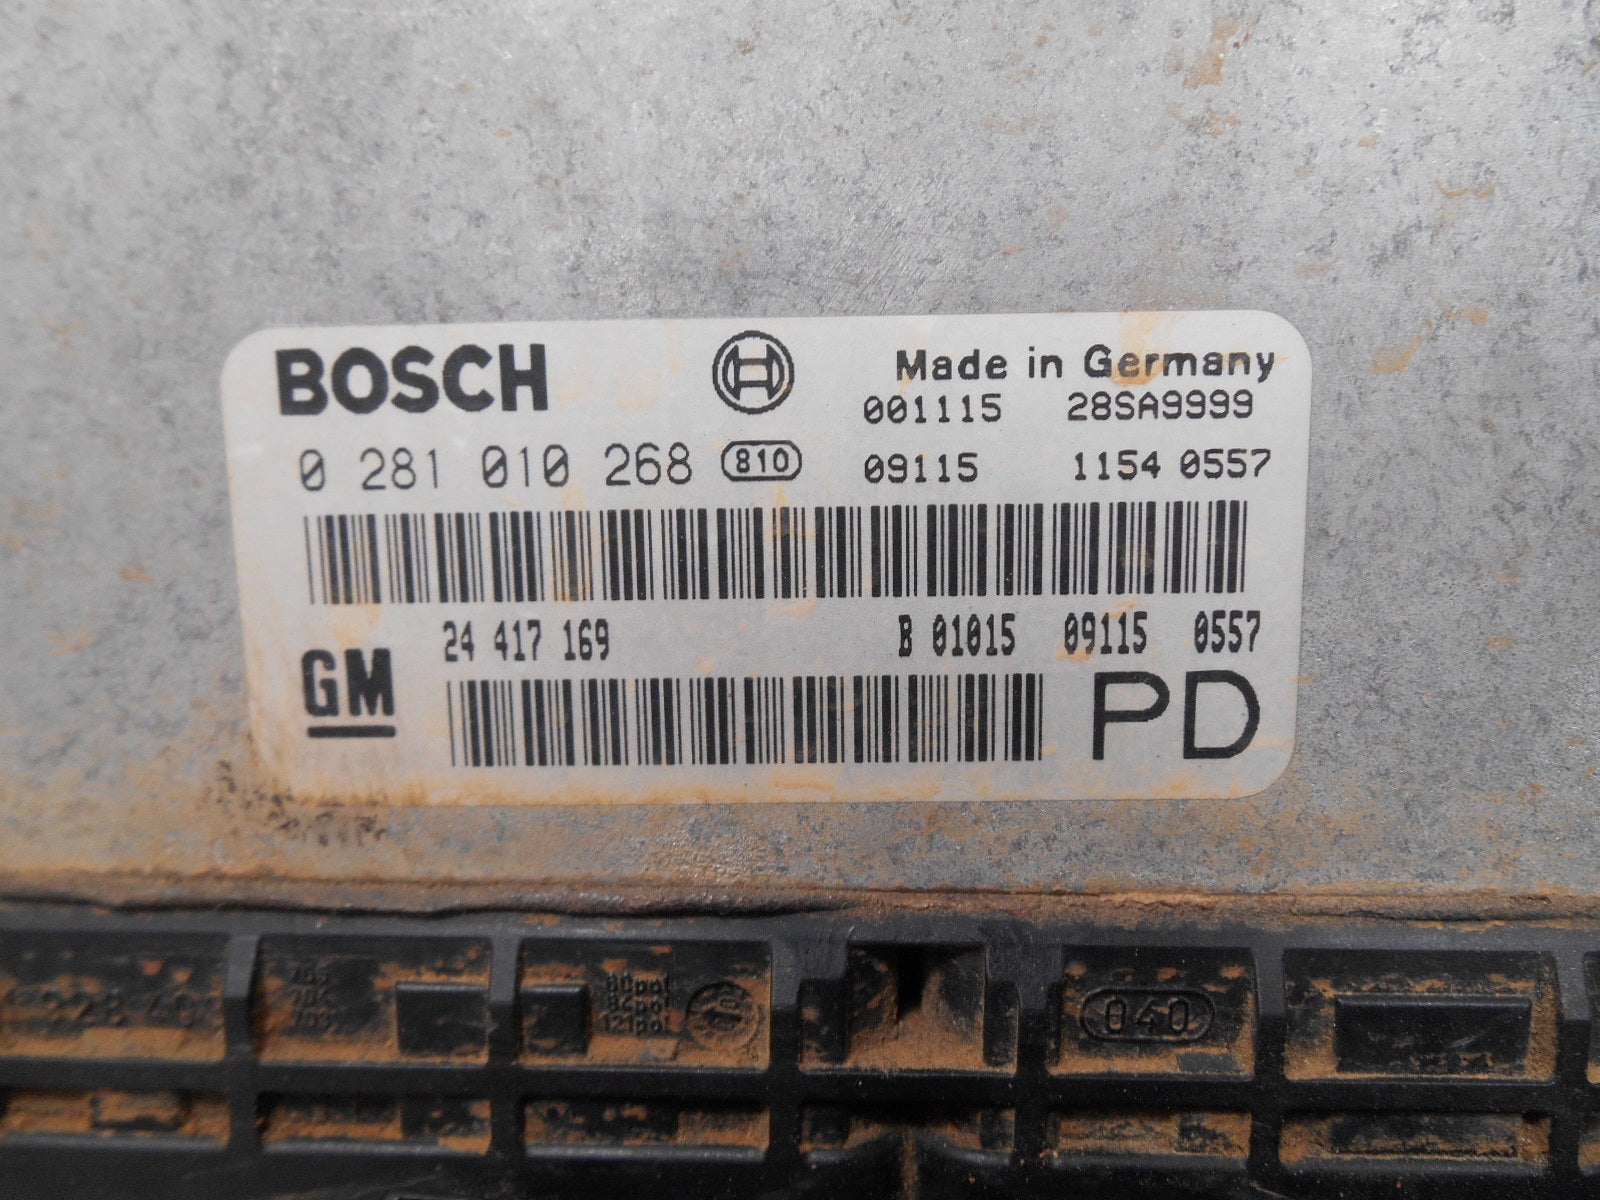 BOSCH
Made in Germany
001115 28SA9999
0 281 010 268 810 09115 1154 0557
24 417 169 B 01015 09115 0557
GM PD
040